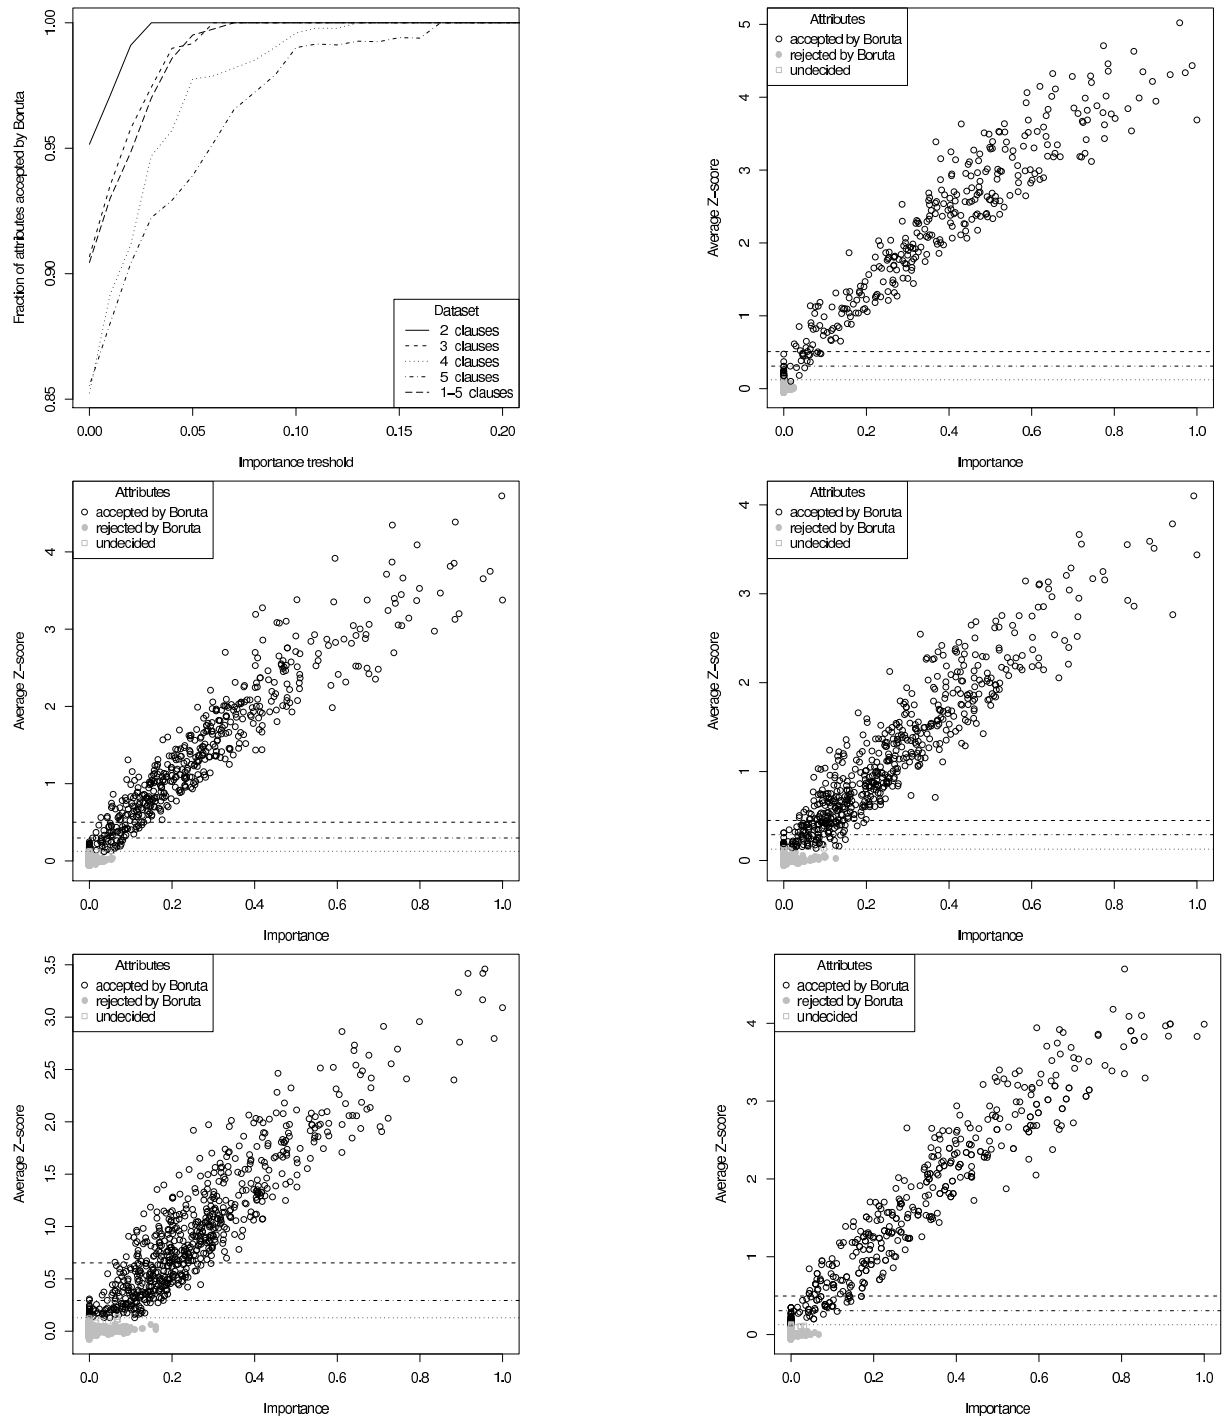 Fraction of attributes accepted by Boruta
1.00
0.95
0.90
0.85
Dataset
2 clauses
3 clauses
4 clauses
5 clauses
1−5 clauses
0.00 0.05 0.10 0.15 0.20
Importance treshold
Average Z−score
5
4
3
2
1
0
Attributes
accepted by Boruta
rejected by Boruta
undecided
0.0 0.2 0.4 0.6 0.8 1.0
Importance
Average Z−score
4
3
2
1
0
Attributes
accepted by Boruta
rejected by Boruta
undecided
0.0 0.2 0.4 0.6 0.8 1.0
Importance
Average Z−score
4
3
2
1
0
Attributes
accepted by Boruta
rejected by Boruta
undecided
0.0 0.2 0.4 0.6 0.8 1.0
Importance
Average Z−score
3.5
3.0
2.5
2.0
1.5
1.0
0.5
0.0
Attributes
accepted by Boruta
rejected by Boruta
undecided
0.0 0.2 0.4 0.6 0.8 1.0
Importance
Average Z−score
4
3
2
1
0
Attributes
accepted by Boruta
rejected by Boruta
undecided
0.0 0.2 0.4 0.6 0.8 1.0
Importance